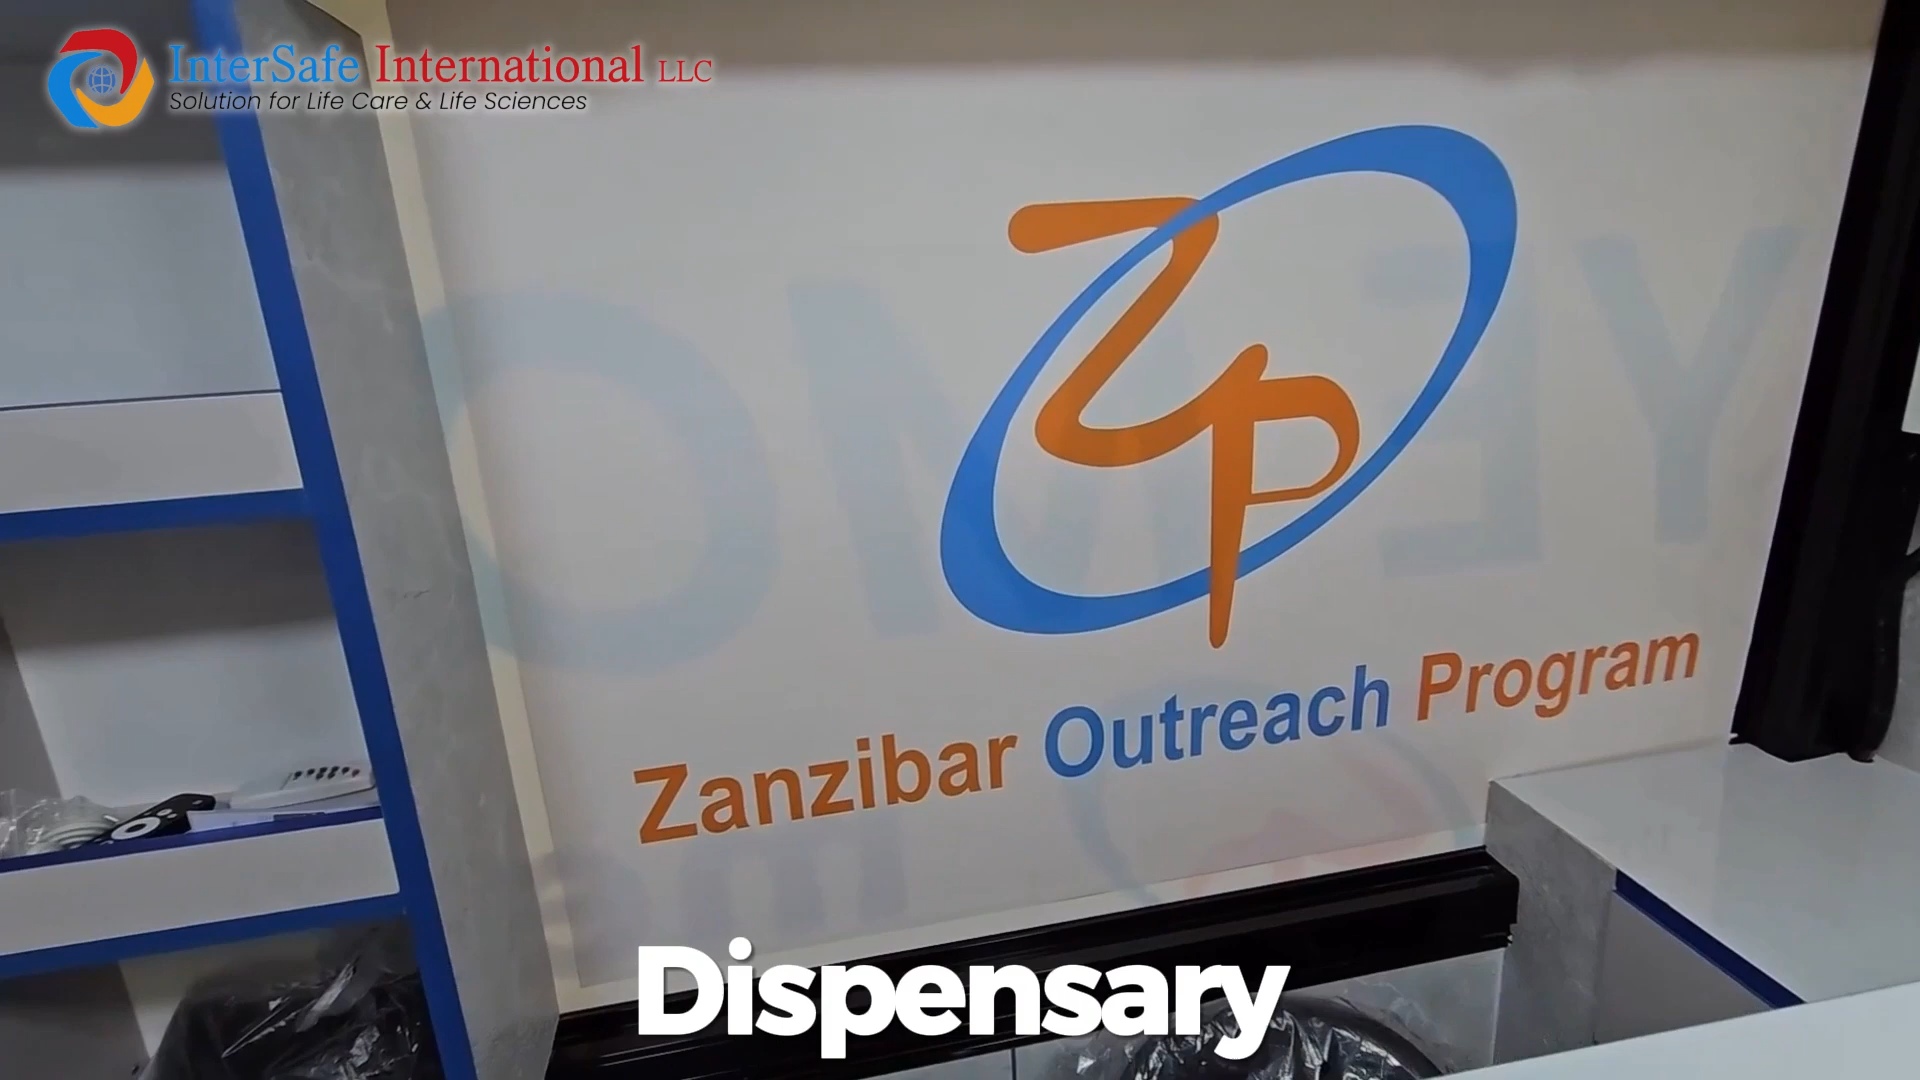 InterSafe International LLC
Solution for Life Care & Life Sciences
ZP
Zanzibar Outreach Program
Dispensary